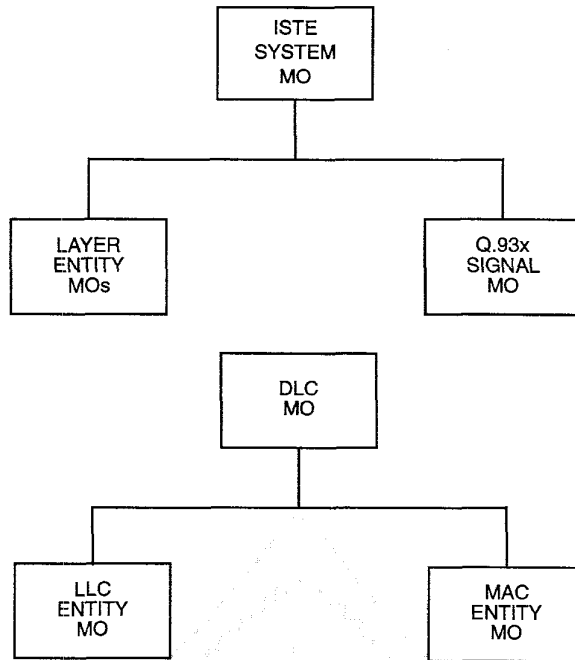 ISTE
SYSTEM
MO
LAYER
ENTITY
MOs
Q.93x
SIGNAL
MO
DLC
MO
LLC
ENTITY
MO
MAC
ENTITY
MO